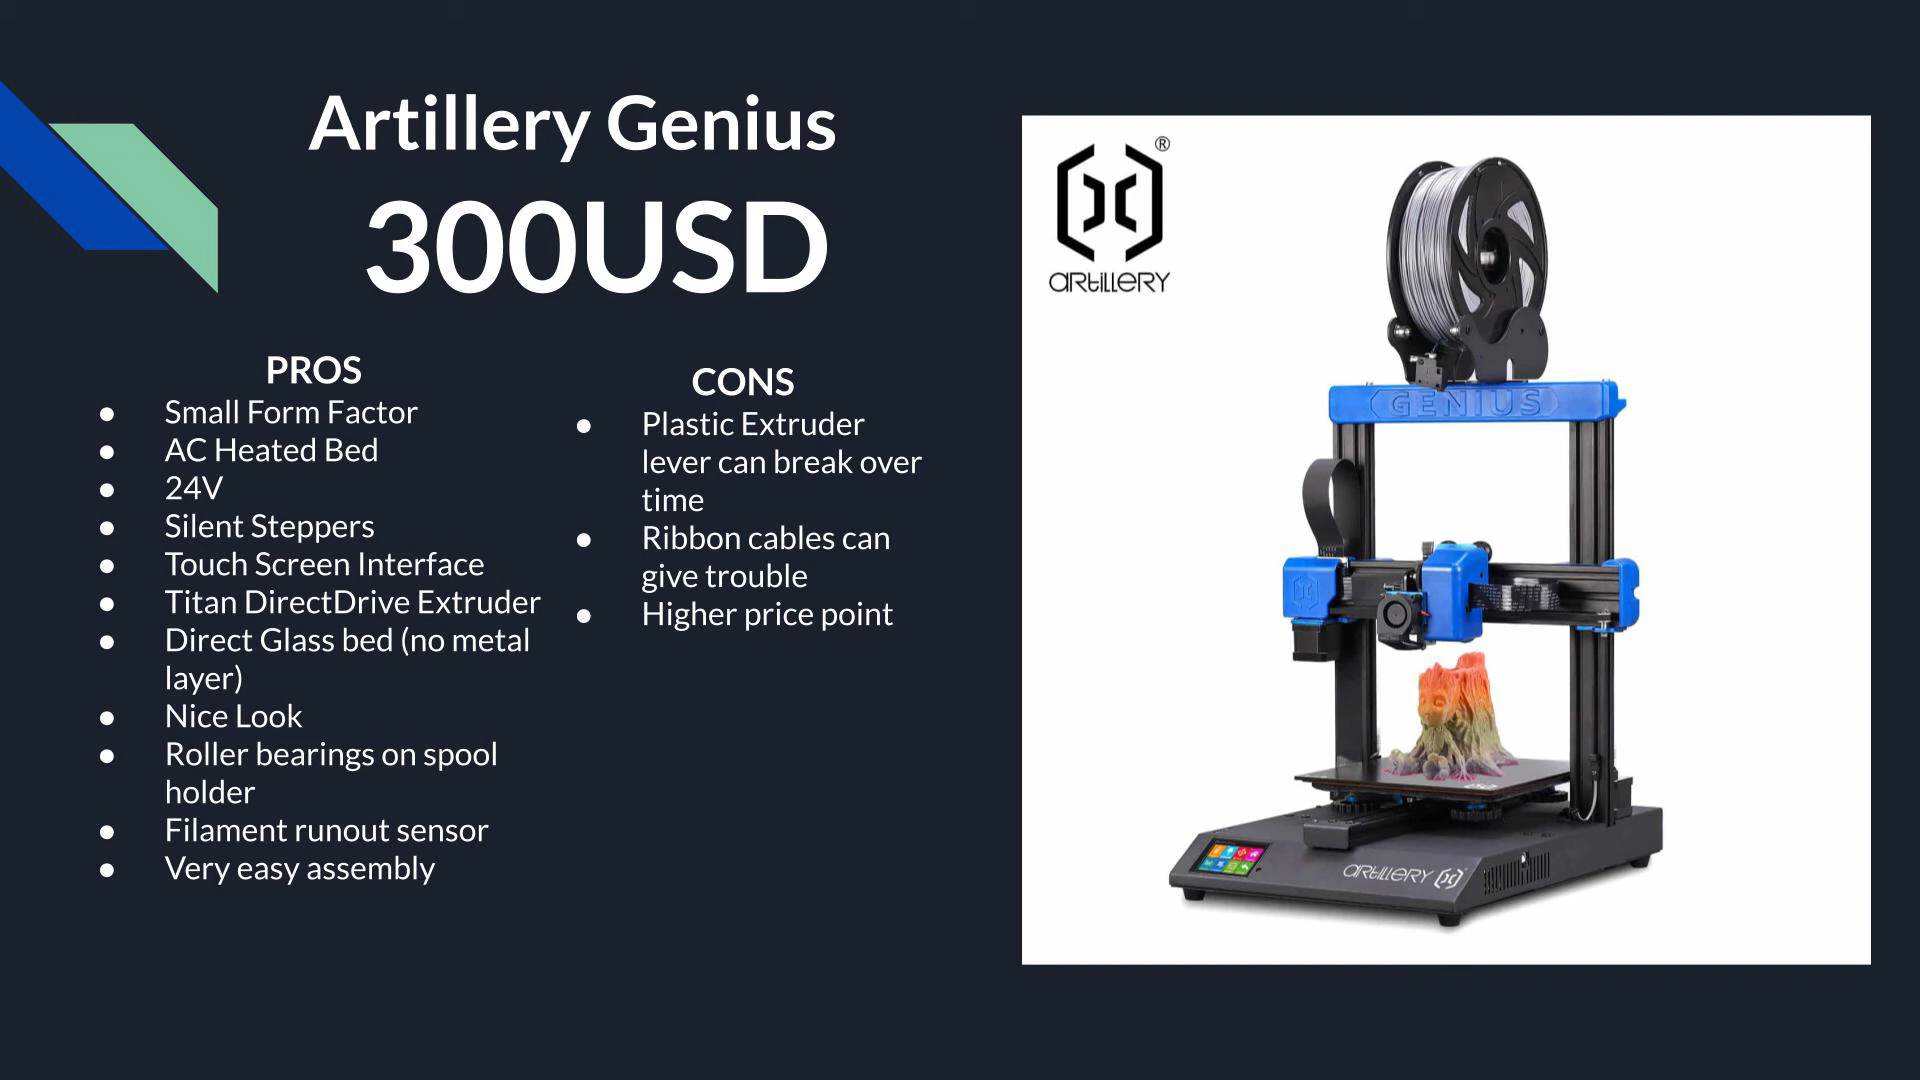 Artillery Genius
300USD
PROS
● Small Form Factor
● AC Heated Bed
● 24V
● Silent Steppers
● Touch Screen Interface
● Titan DirectDrive Extruder
● Direct Glass bed (no metal
layer)
● Nice Look
● Roller bearings on spool
holder
● Filament runout sensor
● Very easy assembly
CONS
● Plastic Extruder
lever can break over
time
● Ribbon cables can
give trouble
● Higher price point
®
ARTILLERY
GENIUS
ARTILLERY